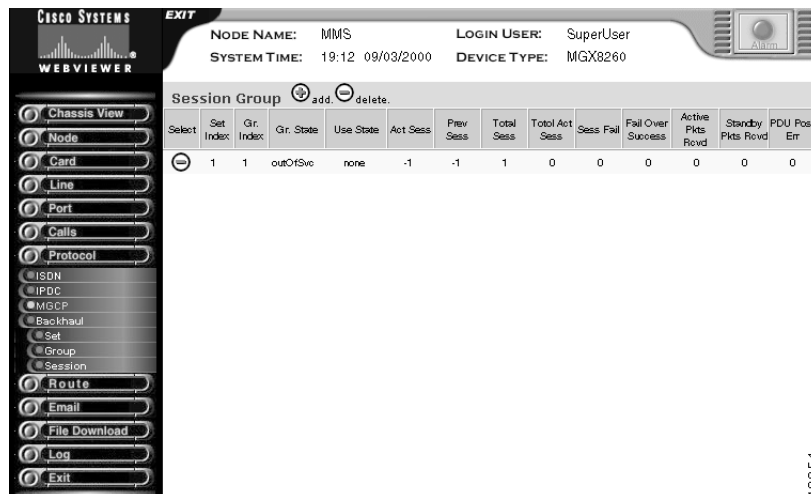 CISCO SYSTEMS
WEBVIEWER
EXIT
NODE NAME: MMS LOGIN USER: SuperUser
SYSTEM TIME: 19:12 09/03/2000 DEVICE TYPE: MGX8260
Alarm
Session Group add. delete.
Select Set Index Gr. Index Gr. State Use State Act Sess Prev Sess Total Sess Totol Act Sess Sess Fail Fail Over Success Active Pkts Rcvd Standby Pkts Rcvd PDU Pos Err
1 1 outOfSvc none -1 -1 1 0 0 0 0 0 0
Chassis View
Node
Card
Line
Port
Calls
Protocol
ISDN
IPDC
MGCP
Backhaul
Set
Group
Session
Route
Email
File Download
Log
Exit